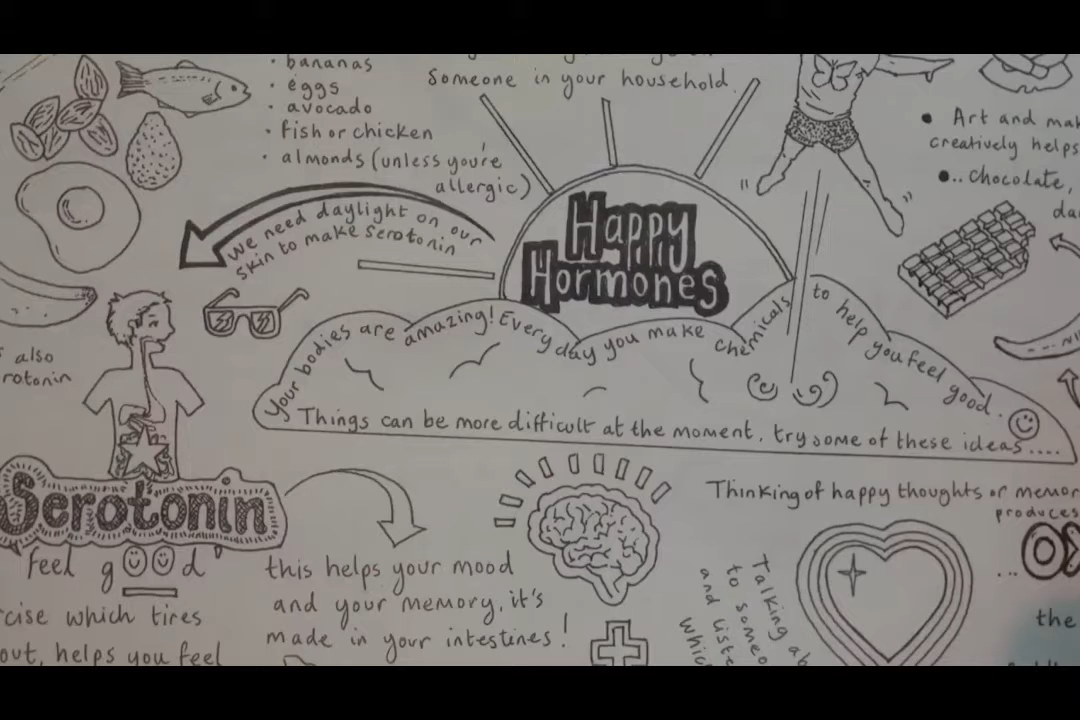 • bananas
• eggs
• avocado
• fish or chicken
• almonds (unless you're
allergic)
someone in your household.
• Art and mak
creatively helps
•.. chocolate,
da
We need daylight on our
skin to make serotonin
Happy
Hormones
Your bodies are amazing! Every day you make chemicals to help you feel good.
Things can be more difficult at the moment, try some of these ideas....
also
rotonin
Serotonin
Feel good
rcise which tires
out, helps you feel
this helps your mood
and your memory, it's
made in your intestines!
Thinking of happy thoughts or memor
produces
...
Talking ab
to someo
and liste
which
the